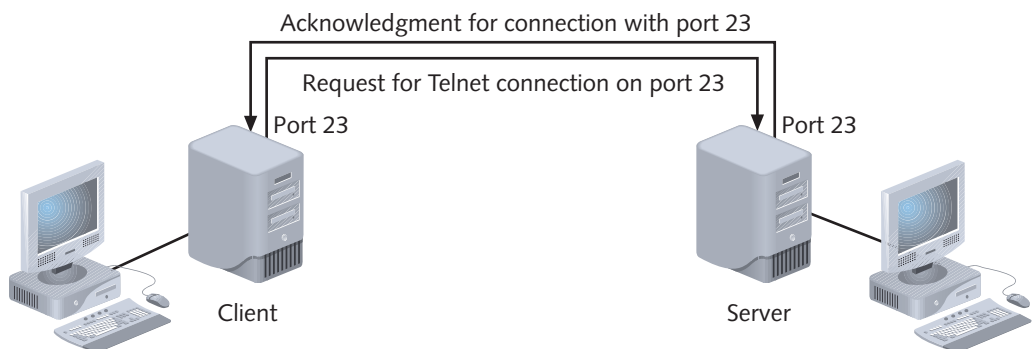 Acknowledgment for connection with port 23
Request for Telnet connection on port 23
Port 23
Port 23
Client
Server